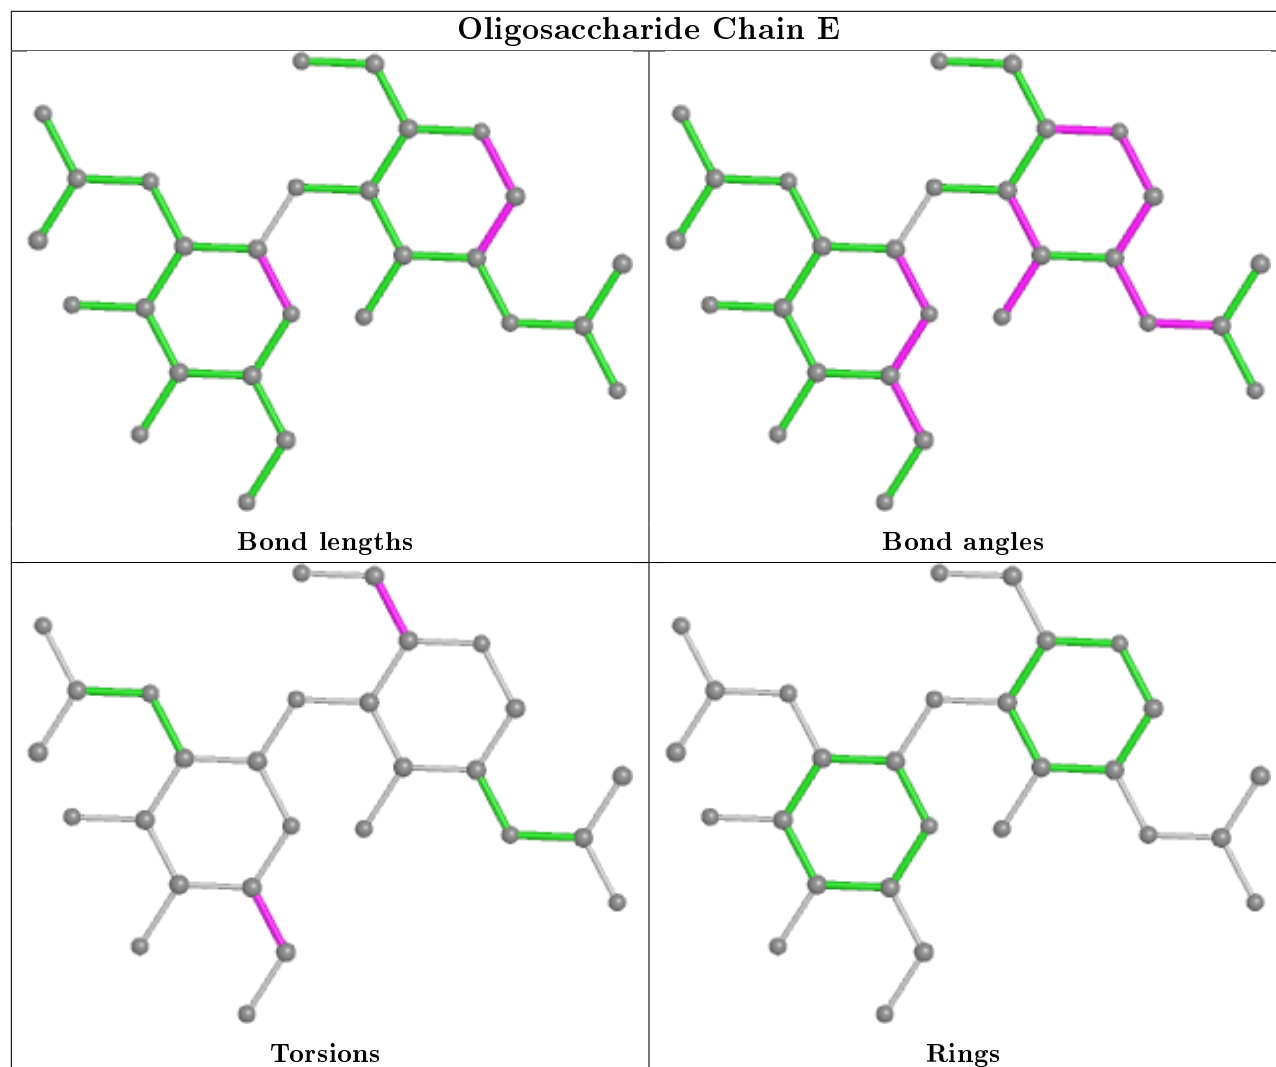 Oligosaccharide Chain E
Bond lengths
Bond angles
Torsions
Rings